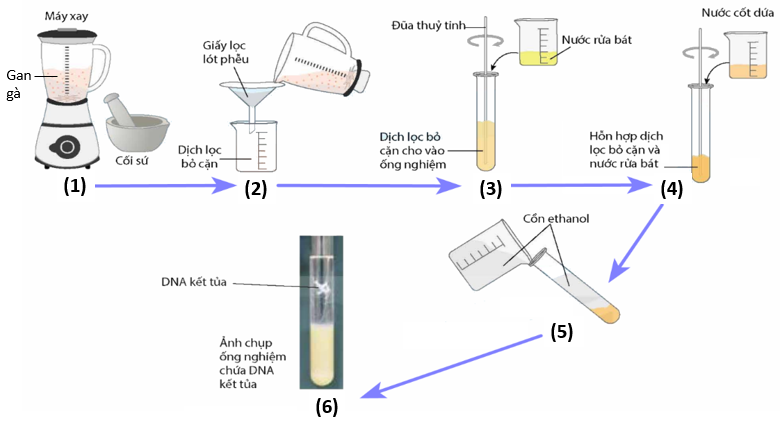 Máy xay
Gan
gà
Cối sứ
(1)
Giấy lọc
lót phễu
Dịch lọc
bỏ cặn
(2)
Đũa thuỷ tinh
Nước rửa bát
Dịch lọc bỏ
cặn cho vào
ống nghiệm
(3)
Nước cốt dứa
Hỗn hợp dịch
lọc bỏ cặn và
nước rửa bát
(4)
Cồn ethanol
(5)
DNA kết tủa
Ảnh chụp
ống nghiệm
chứa DNA
kết tủa
(6)